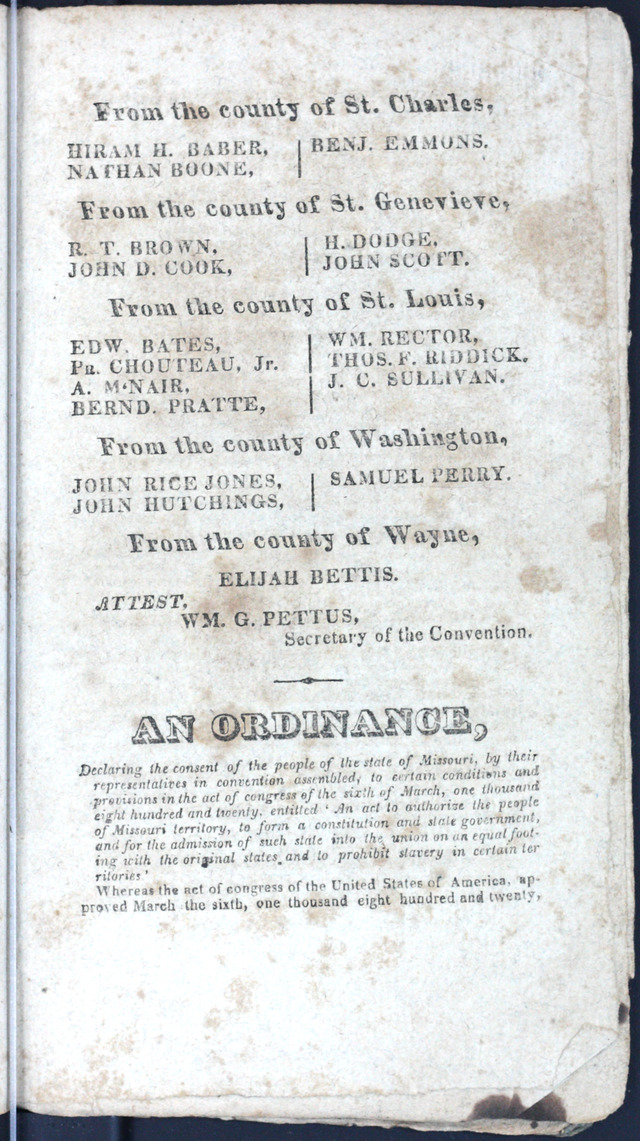 From the county of St. Charles,
HIRAM H. BABER,
NATHAN BOONE,
BENJ. EMMONS.
From the county of St. Genevieve,
R. T. BROWN,
JOHN D. COOK,
H. DODGE,
JOHN SCOTT.
From the county of St. Louis,
EDW. BATES,
PR. CHOUTEAU, Jr.
A. M'NAIR,
BERND. PRATTE,
WM. RECTOR,
THOS. F. RIDDICK.
J. C. SULLIVAN.
From the county of Washington,
JOHN RICE JONES,
JOHN HUTCHINGS,
SAMUEL PERRY.
From the county of Wayne,
ELIJAH BETTIS.
ATTEST,
WM. G. PETTUS,
Secretary of the Convention.
AN ORDINANCE,
Declaring the consent of the people of the state of Missouri, by their
representatives in convention assembled, to certain conditions and
provisions in the act of congress of the sixth of March, one thousand
eight hundred and twenty, entitled ' An act to authorize the people
of Missouri territory, to form a constitution and state government,
and for the admission of such state into the union on an equal foot-
ing with the original states, and to prohibit slavery in certain ter
ritories'
Whereas the act of congress of the United States of America, ap-
proved March the sixth, one thousand eight hundred and twenty,